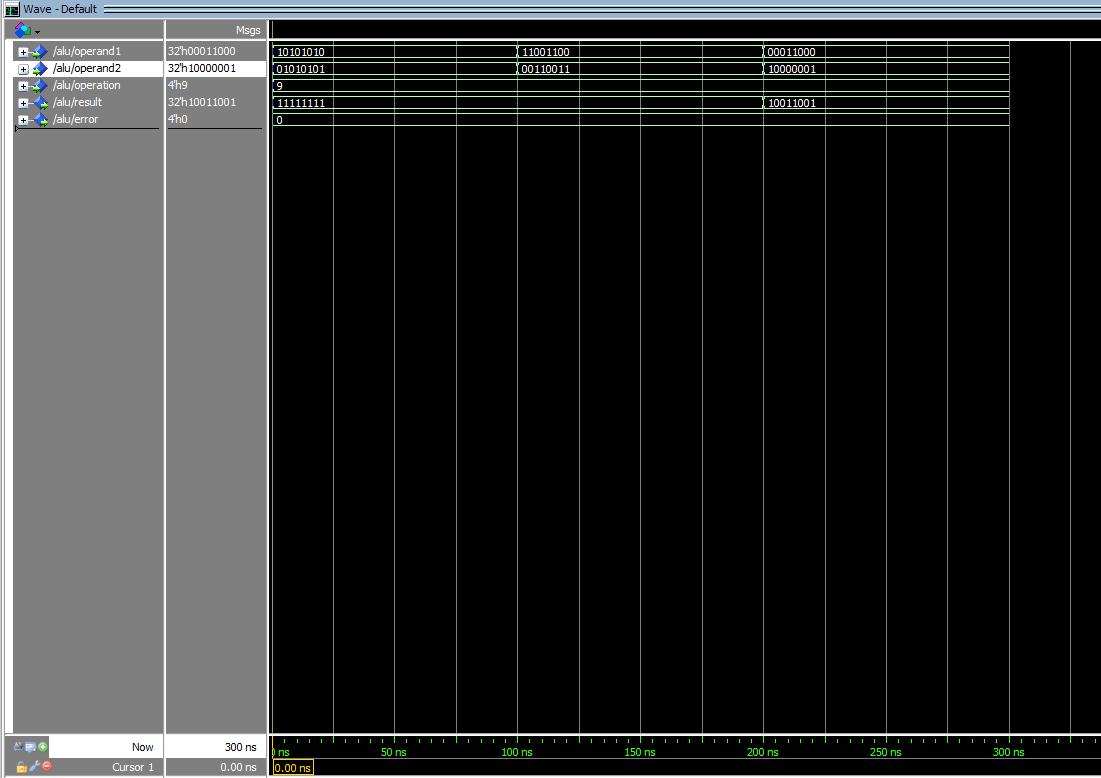 Wave - Default
Msgs
/alu/operand1 32'h00011000 10101010 11001100 00011000
/alu/operand2 32'h10000001 01010101 00110011 10000001
/alu/operation 4'h9 9
/alu/result 32'h10011001 11111111 10011001
/alu/error 4'h0 0
Now 300 ns 0 ns 50 ns 100 ns 150 ns 200 ns 250 ns 300 ns
Cursor 1 0.00 ns 0.00 ns